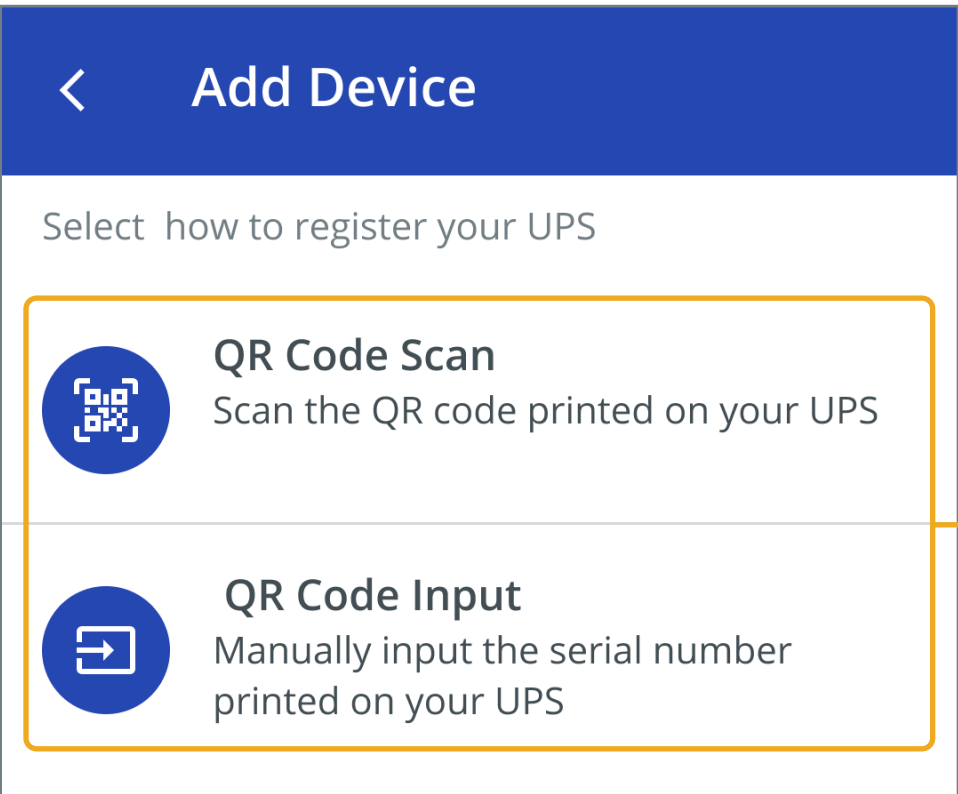 Add Device
Select how to register your UPS
QR Code Scan
Scan the QR code printed on your UPS
QR Code Input
Manually input the serial number
printed on your UPS